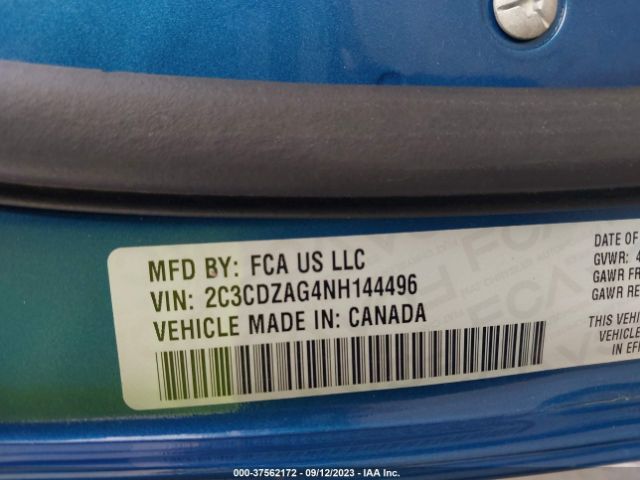 MFD BY: FCA US LLC
VIN: 2C3CDZAG4NH144496
VEHICLE MADE IN: CANADA
DATE OF
GVWR: 4
GAWR FR
GAWR RE
THIS VEHI
VEHICLE
IN EF
000-37562172 - 09/12/2023 - IAA Inc.